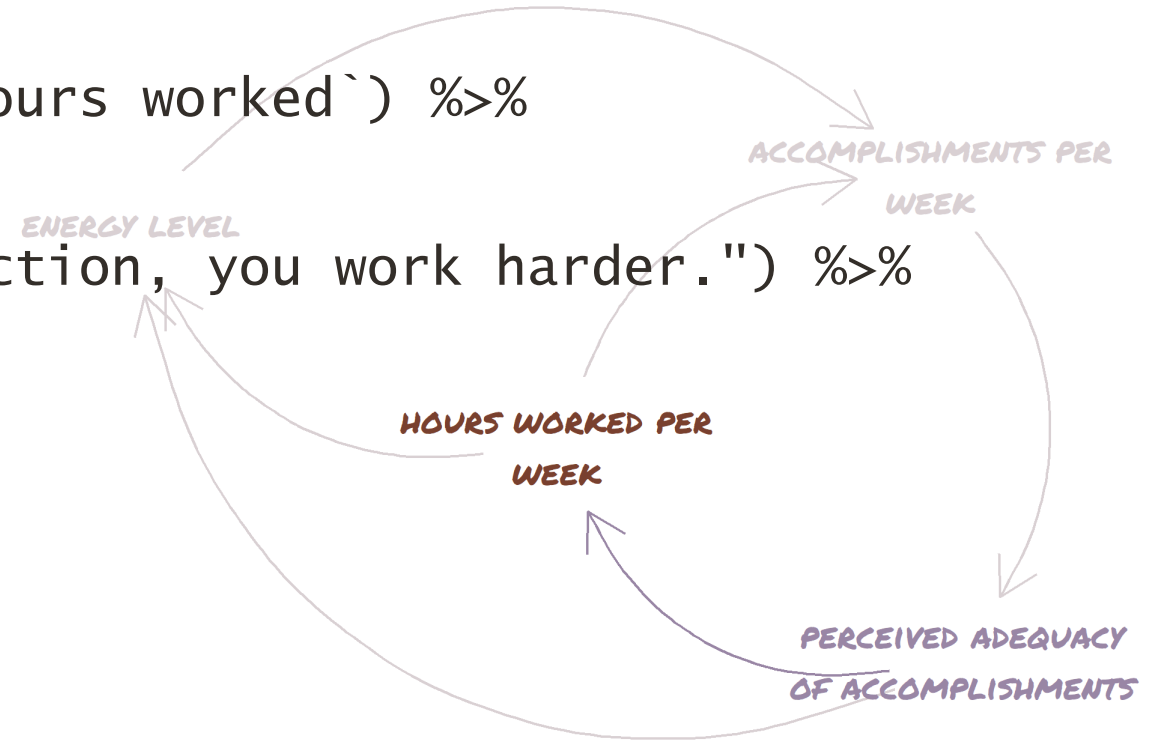 ours worked`) %>%
ACCOMPLISHMENTS PER
WEEK
ENERGY LEVEL
ction, you work harder.") %>%
HOURS WORKED PER
WEEK
PERCEIVED ADEQUACY
OF ACCOMPLISHMENTS